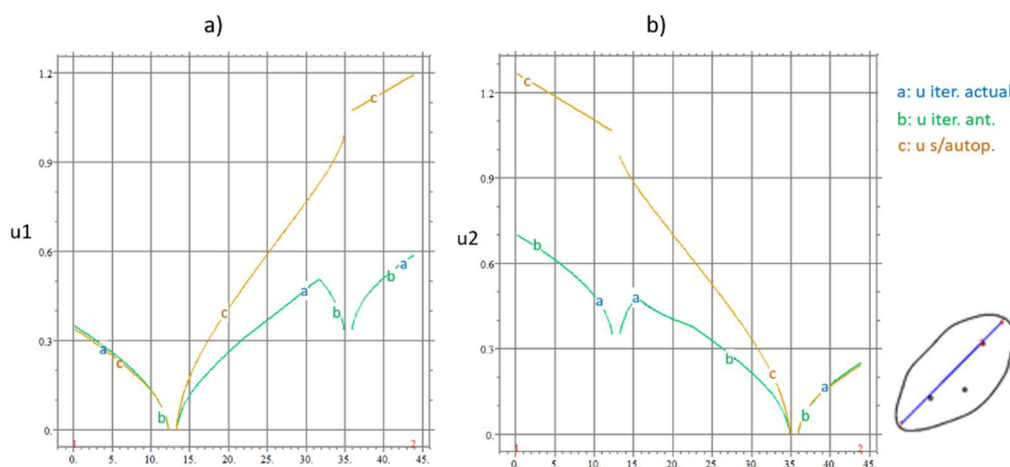 a) b)
a: u iter. actual
b: u iter. ant.
c: u s/autop.
1.2 0.9 0.6 0.3 0.
u1
c c c a a a b b b
1 2
0. 5. 10. 15. 20. 25. 30. 35. 40. 45.
1.2 0.9 0.6 0.3 0.
u2
c c b a a b a b
1 2
0. 5. 10. 15. 20. 25. 30. 35. 40. 45.